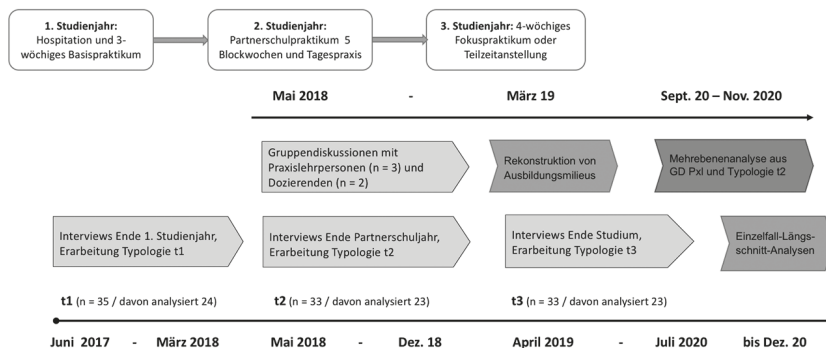 1. Studienjahr:
Hospitation und 3-
wöchiges Basispraktikum
2. Studienjahr:
Partnerschulpraktikum 5
Blockwochen und Tagespraxis
3. Studienjahr: 4-wöchiges
Fokuspraktikum oder
Teilzeitanstellung
Mai 2018 - März 19 Sept. 20 – Nov. 2020
Gruppendiskussionen mit
Praxislehrpersonen (n = 3) und
Dozierenden (n = 2)
Rekonstruktion von
Ausbildungsmilieus
Mehrebenenanalyse aus
GD Pxl und Typologie t2
Interviews Ende 1. Studienjahr,
Erarbeitung Typologie t1
Interviews Ende Partnerschuljahr,
Erarbeitung Typologie t2
Interviews Ende Studium,
Erarbeitung Typologie t3
Einzelfall-Längs-
schnitt-Analysen
t1 (n = 35 / davon analysiert 24)
t2 (n = 33 / davon analysiert 23)
t3 (n = 33 / davon analysiert 23)
Juni 2017 - März 2018 Mai 2018 - Dez. 18 April 2019 - Juli 2020 bis Dez. 20